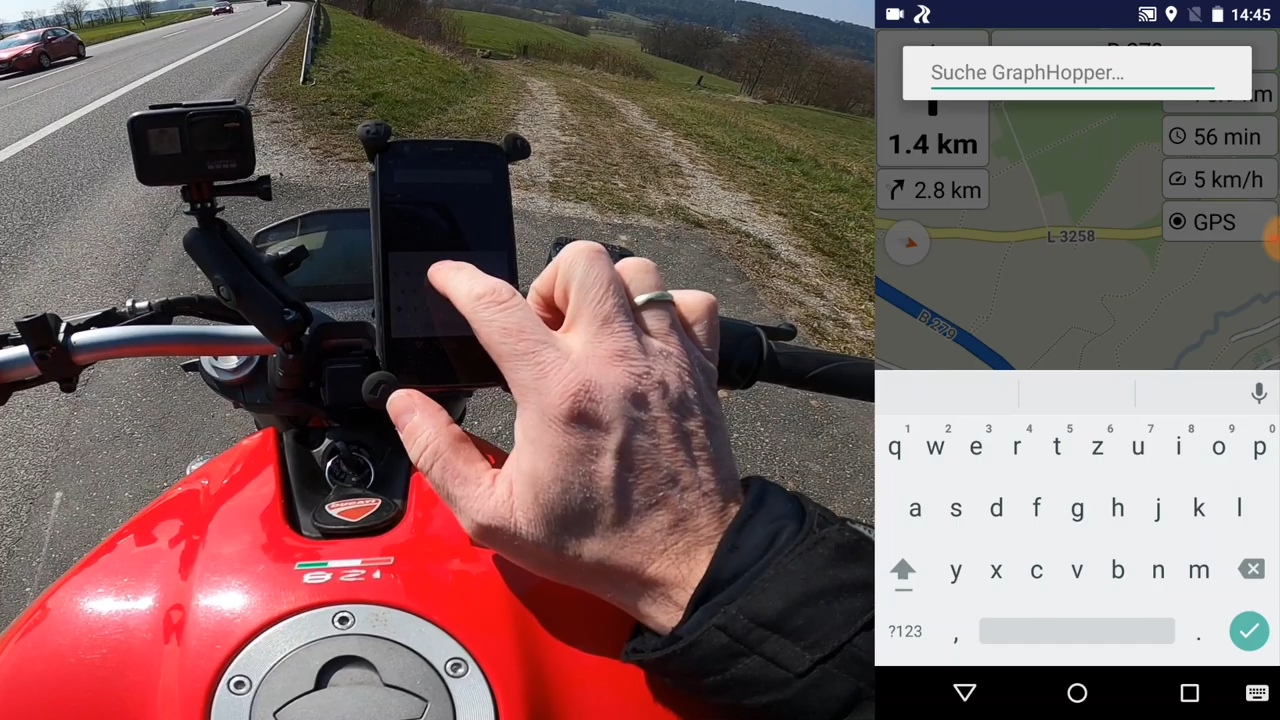 14:45
Suche GraphHopper...
1.4 km
2.8 km
56 min
5 km/h
GPS
L 3258
B 279
1 2 3 4 5 6 7 8 9 0
q w e r t z u i o p
a s d f g h j k l
y x c v b n m
?123 , .
DUCATI
821